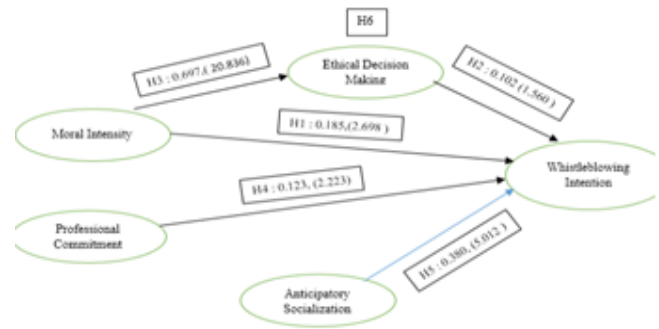 H6
H3 : 0.697,( 20.836)
Ethical Decision
Making
H2 : 0.102 (1.560 )
Moral Intensity
H1 : 0.185,(2.698 )
Whistleblowing
Intention
H4 : 0.123, (2.223)
Professional
Commitment
H5 : 0.380, (5.012 )
Anticipatory
Socialization